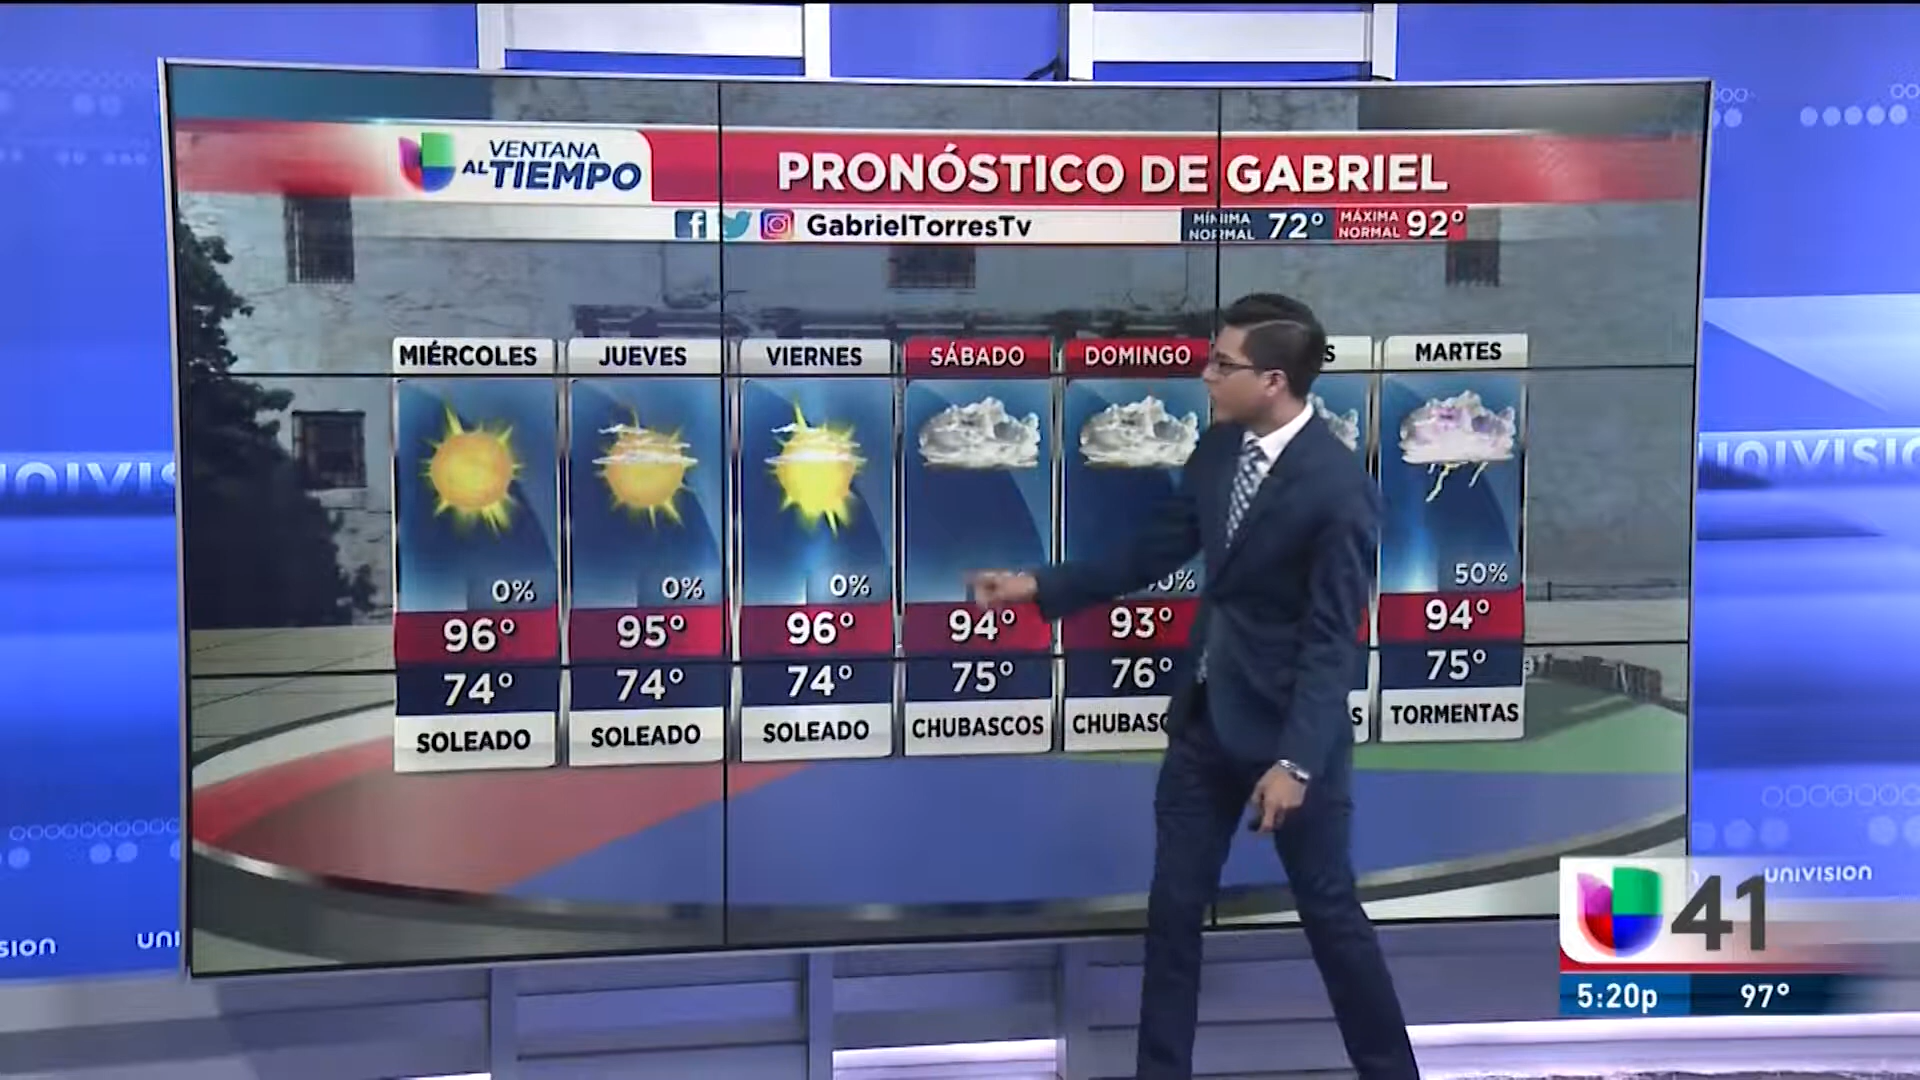 VENTANA
AL TIEMPO
PRONÓSTICO DE GABRIEL
GabrielTorresTv
MÍNIMA NORMAL 72° MÁXIMA NORMAL 92°
MIÉRCOLES JUEVES VIERNES SÁBADO DOMINGO MARTES
0% 0% 0% 50%
96° 95° 96° 94° 93° 94°
74° 74° 74° 75° 76° 75°
SOLEADO SOLEADO SOLEADO CHUBASCOS TORMENTAS
41
UNIVISION
5:20p 97°